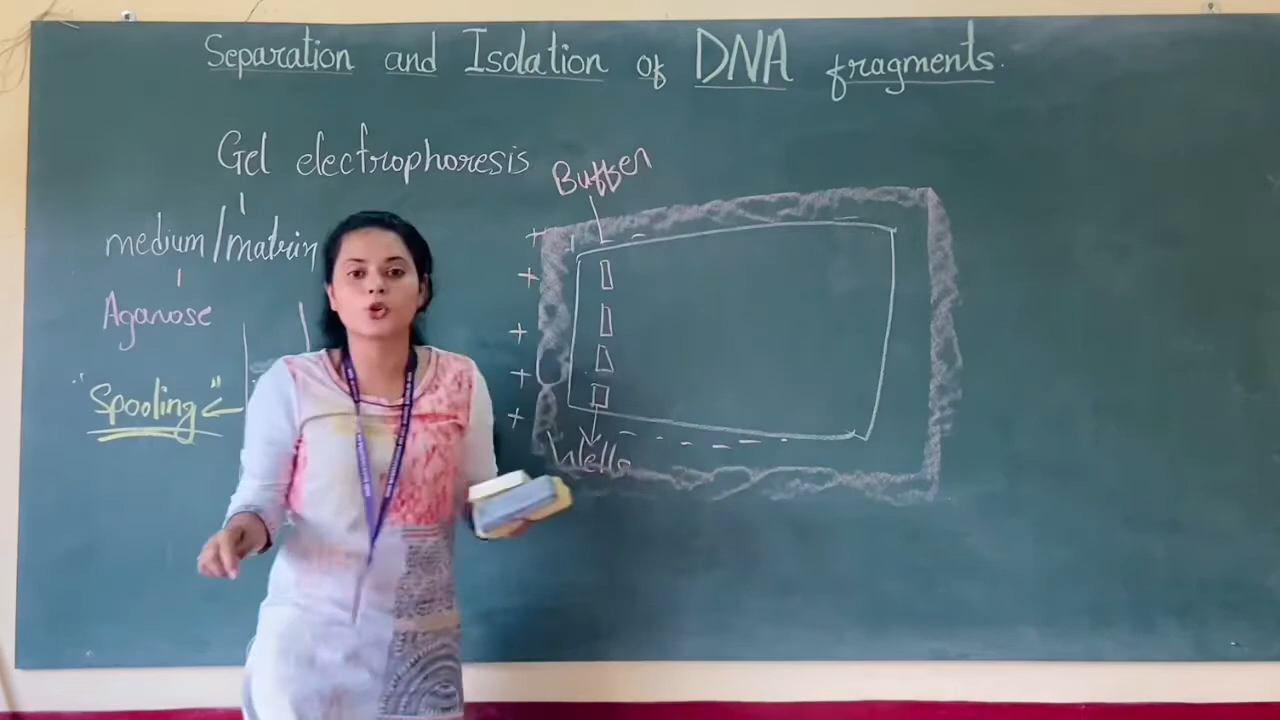 Separation and Isolation of DNA fragments.
Gel electrophoresis
Buffer
medium/matrix
Agarose
"Spooling"
Wells